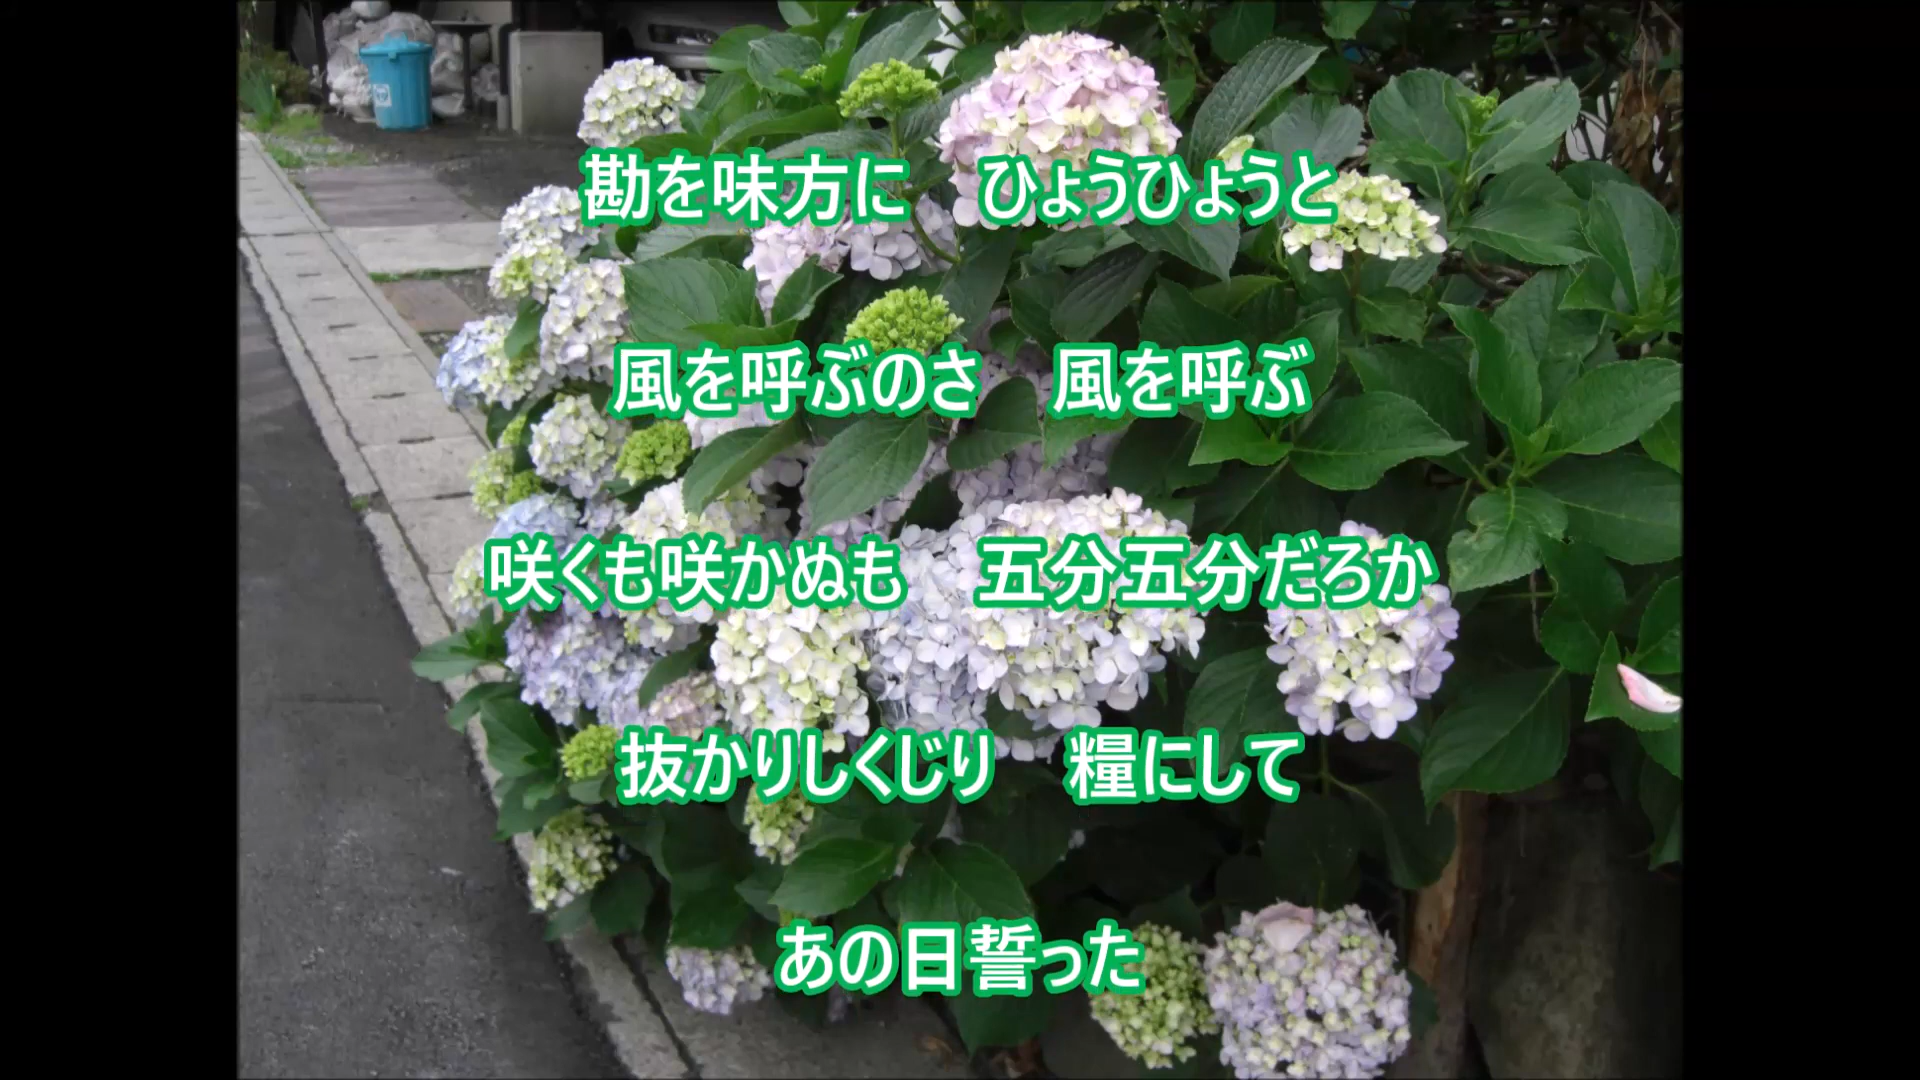 勘を味方に　ひょうひょうと
風を呼ぶのさ　風を呼ぶ
咲くも咲かぬも　五分五分だろか
抜かりしくじり　糧にして
あの日誓った